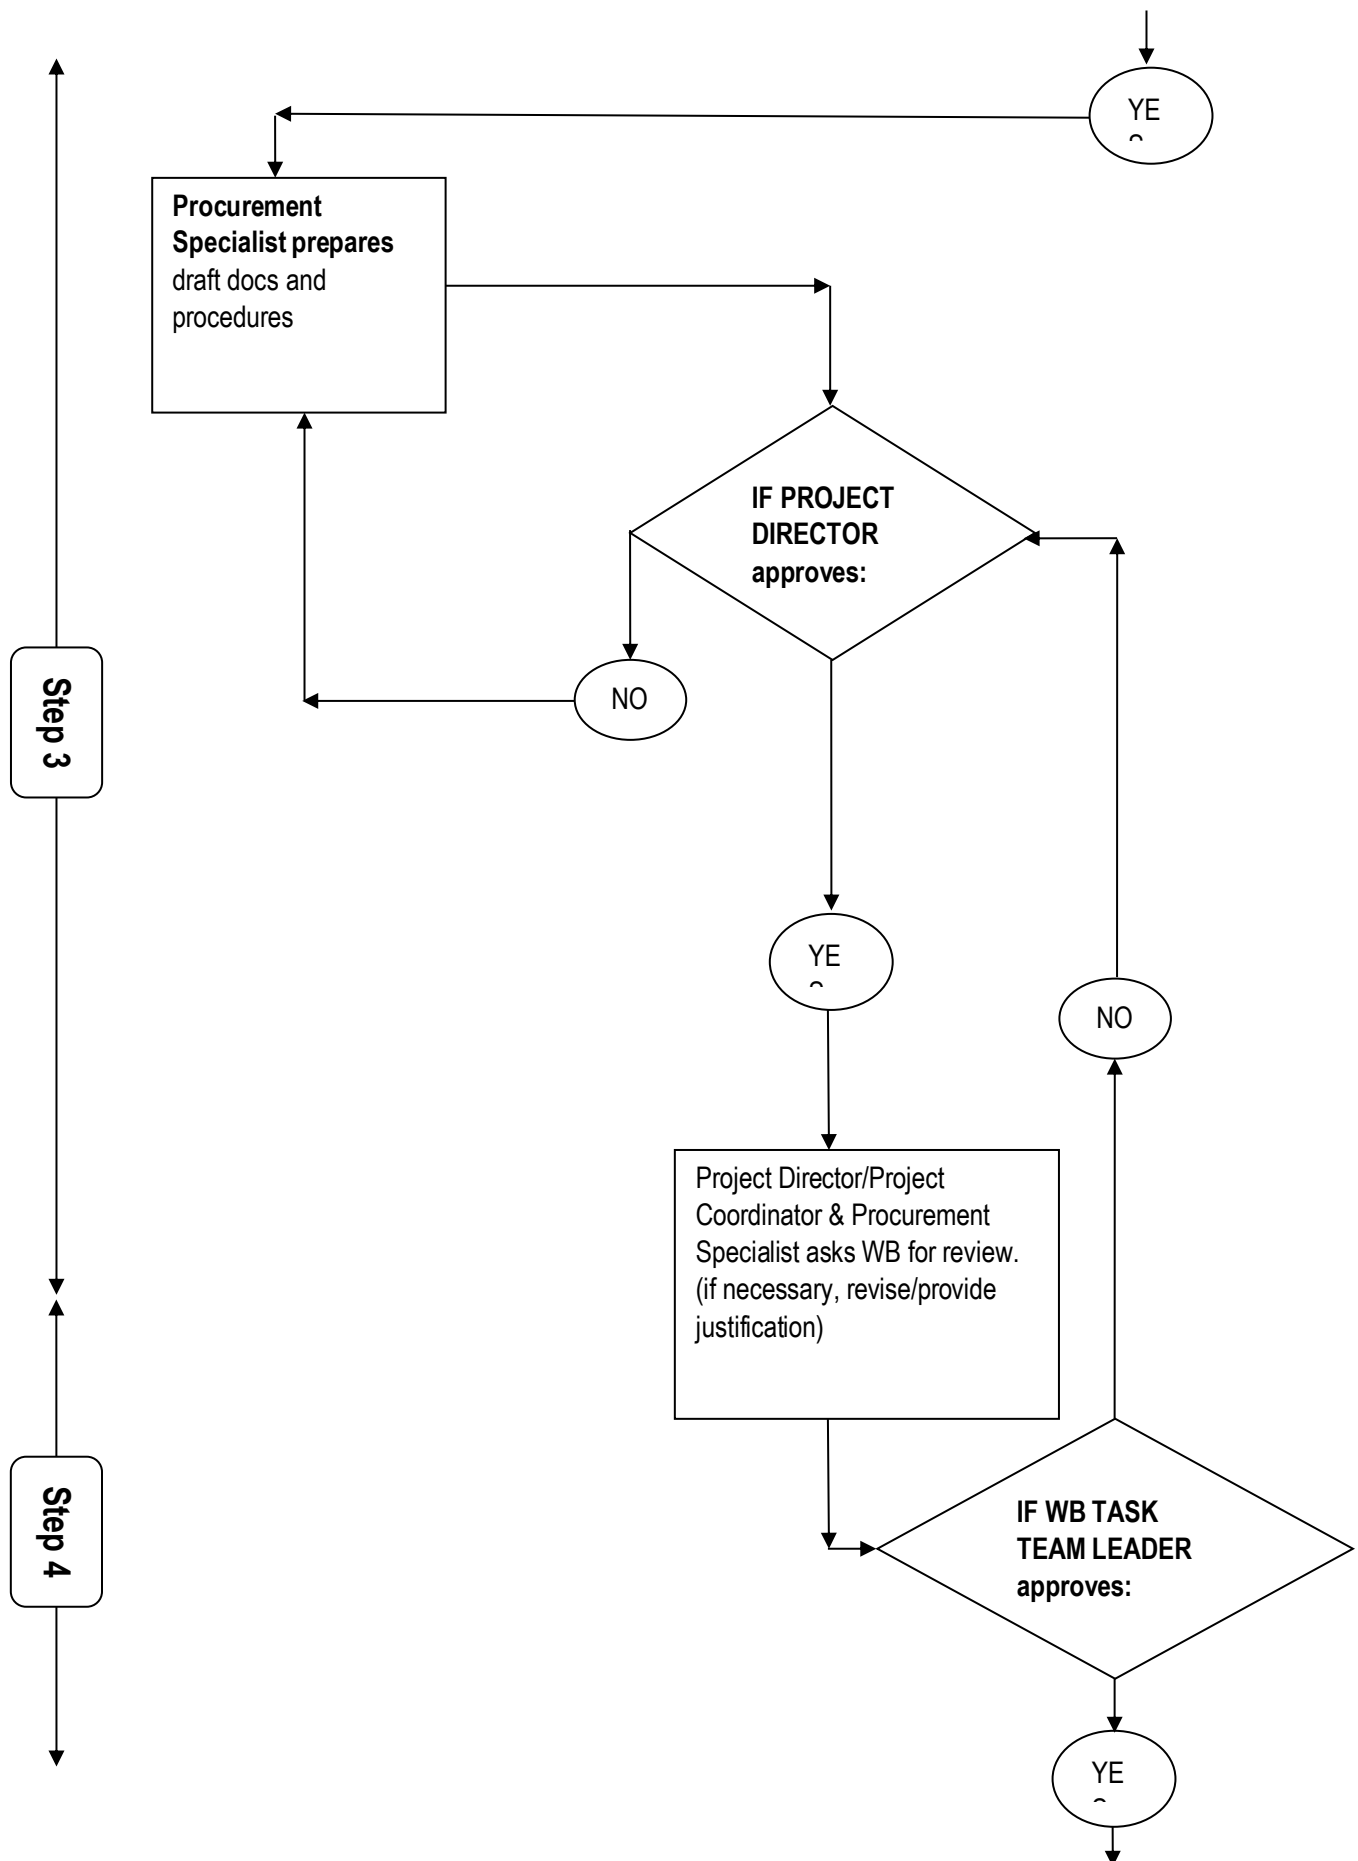 YE
Procurement
Specialist prepares
draft docs and
procedures
IF PROJECT
DIRECTOR
approves:
Step 3
NO
YE
NO
Project Director/Project
Coordinator & Procurement
Specialist asks WB for review.
(if necessary, revise/provide
justification)
Step 4
IF WB TASK
TEAM LEADER
approves:
YE